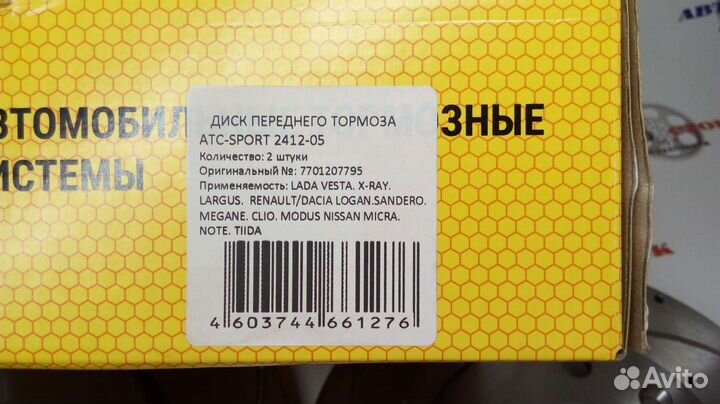 ВТОМОБИЛ
ОЗНЫЕ
ИСТЕМЫ
ДИСК ПЕРЕДНЕГО ТОРМОЗА
ATC-SPORT 2412-05
Количество: 2 штуки
Оригинальный №: 7701207795
Применяемость: LADA VESTA. X-RAY.
LARGUS. RENAULT/DACIA LOGAN.SANDERO.
MEGANE. CLIO. MODUS NISSAN MICRA.
NOTE. TIIDA
4 603744 661276
Avito